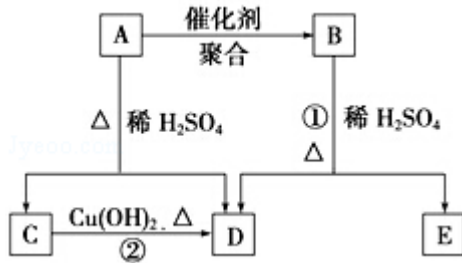 A 催化剂 聚合 B
△ 稀 H₂SO₄
① 稀 H₂SO₄
△
C Cu(OH)₂、△ ② D E